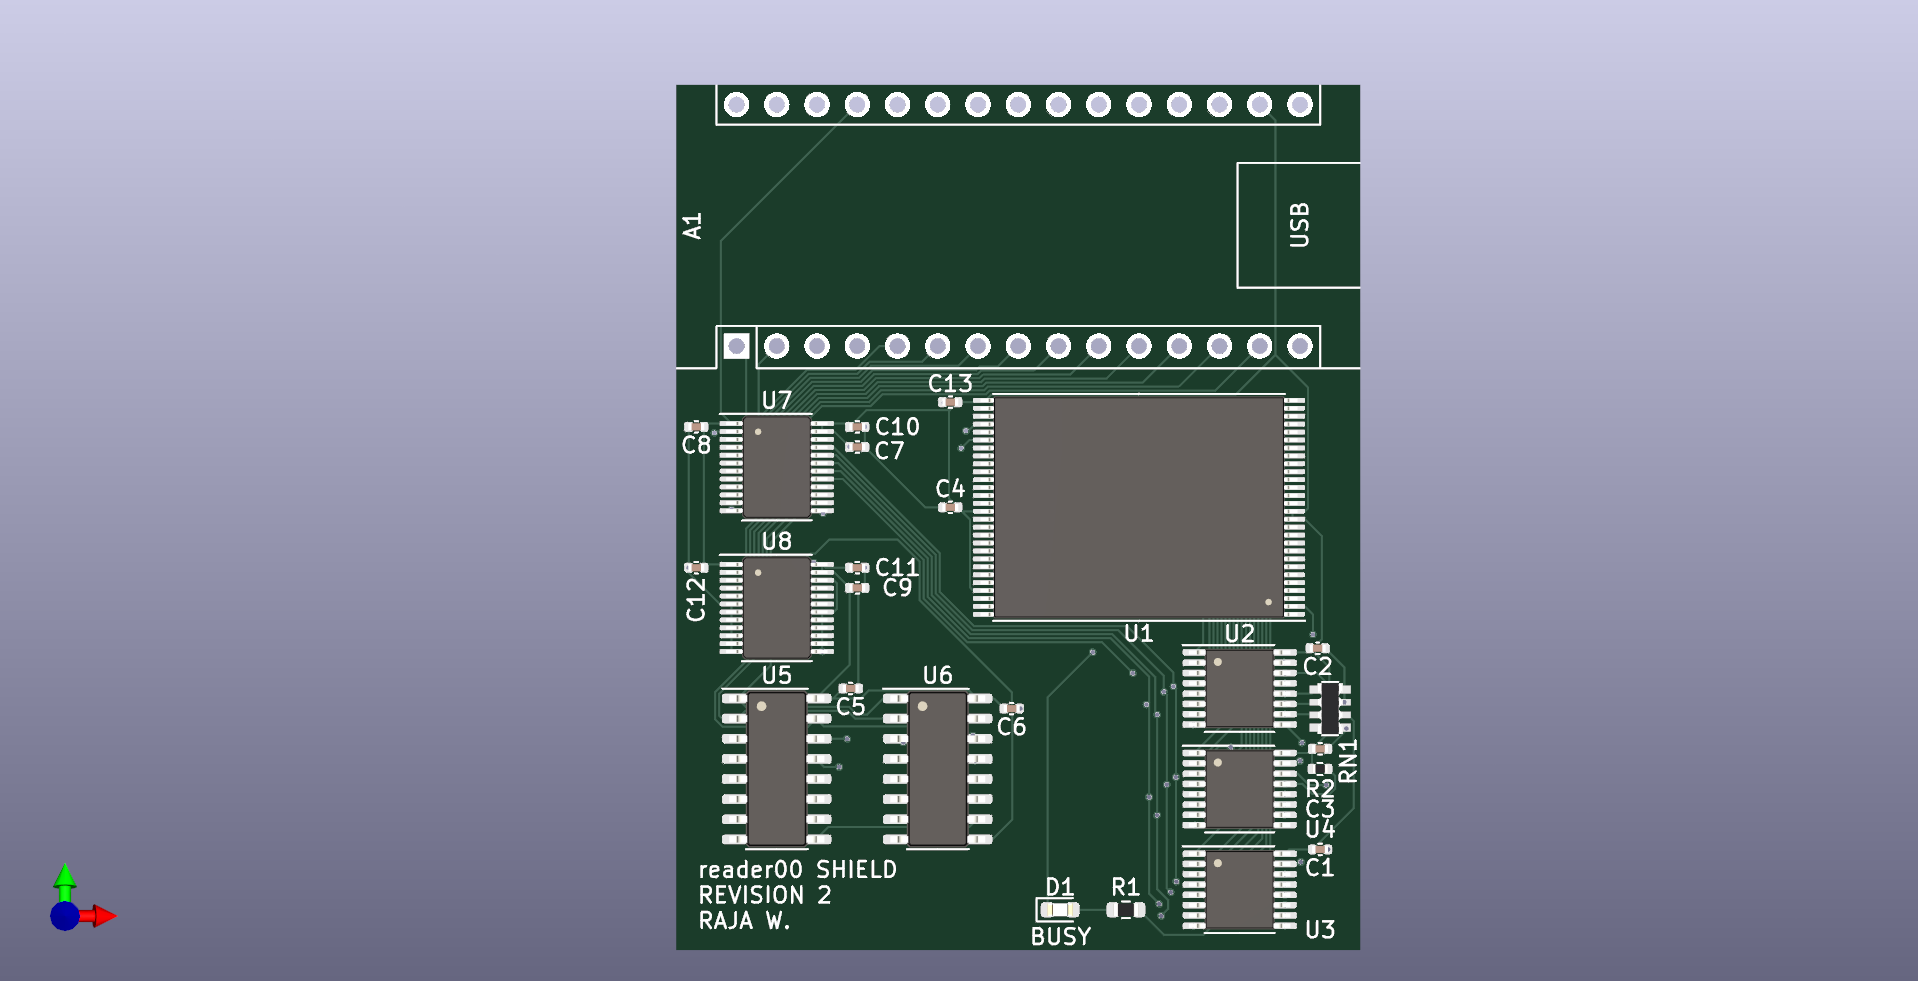 A1
USB
C13
U7
C10
C8
C7
C4
U8
C11
C9
C12
U1
U2
C2
U5
U6
C5
C6
RN1
R2
C3
U4
C1
reader00 SHIELD
REVISION 2
RAJA W.
D1
R1
BUSY
U3